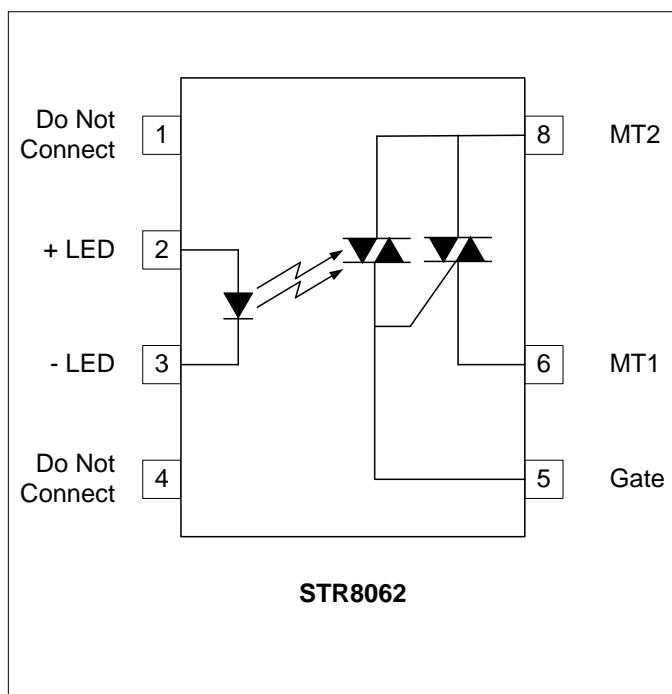 Do Not
Connect
1
8
MT2
+ LED
2
- LED
3
6
MT1
Do Not
Connect
4
5
Gate
STR8062